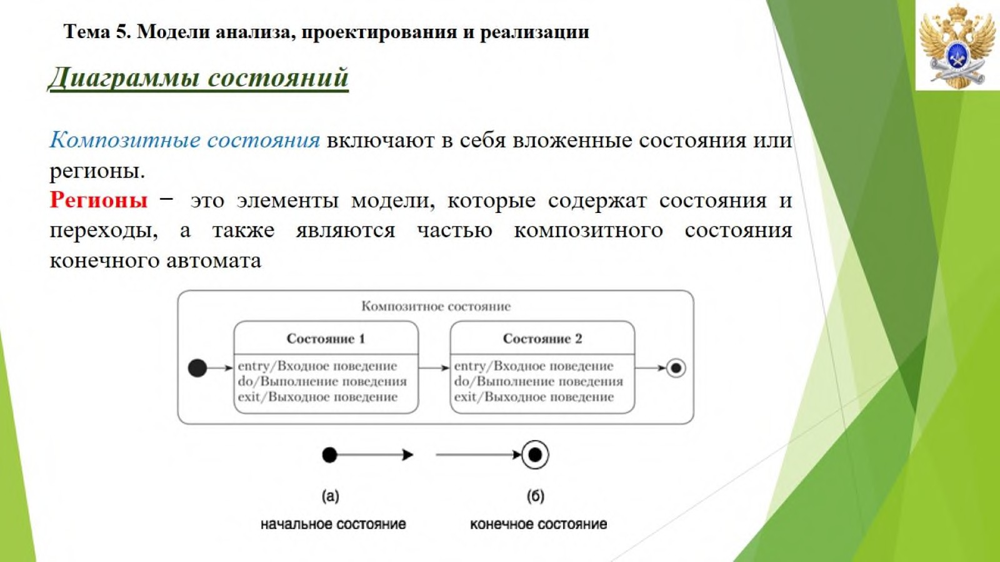 Тема 5. Модели анализа, проектирования и реализации
Диаграммы состояний
Композитные состояния включают в себя вложенные состояния или
регионы.
Регионы − это элементы модели, которые содержат состояния и
переходы, а также являются частью композитного состояния
конечного автомата
Композитное состояние
Состояние 1
entry/Входное поведение
do/Выполнение поведения
exit/Выходное поведение
Состояние 2
entry/Входное поведение
do/Выполнение поведения
exit/Выходное поведение
(а)
начальное состояние
(б)
конечное состояние